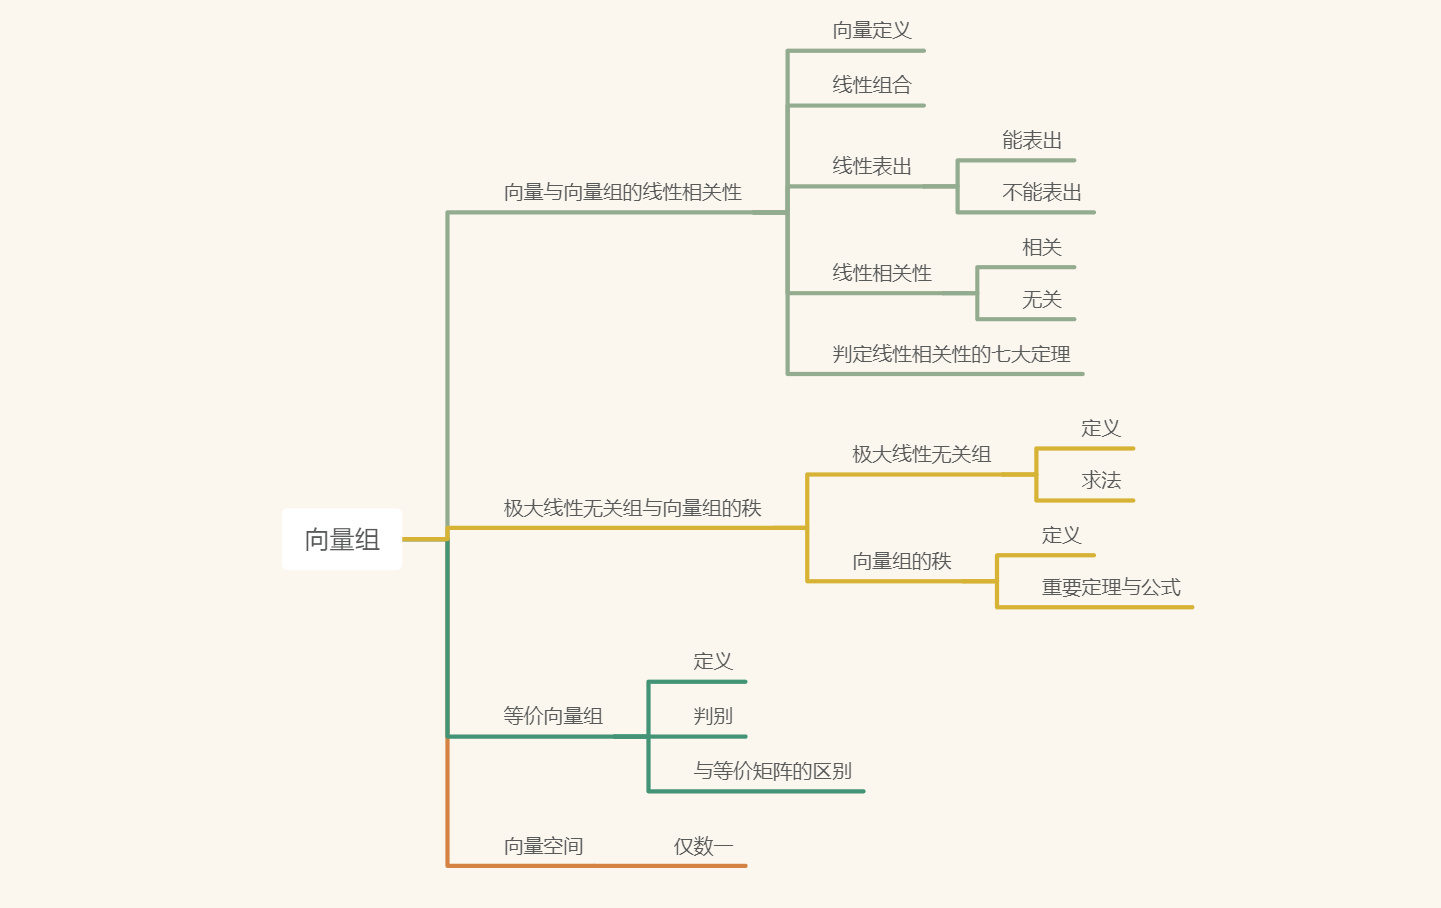 向量组
向量与向量组的线性相关性
向量定义
线性组合
线性表出
能表出
不能表出
线性相关性
相关
无关
判定线性相关性的七大定理
极大线性无关组与向量组的秩
极大线性无关组
定义
求法
向量组的秩
定义
重要定理与公式
等价向量组
定义
判别
与等价矩阵的区别
向量空间
仅数一